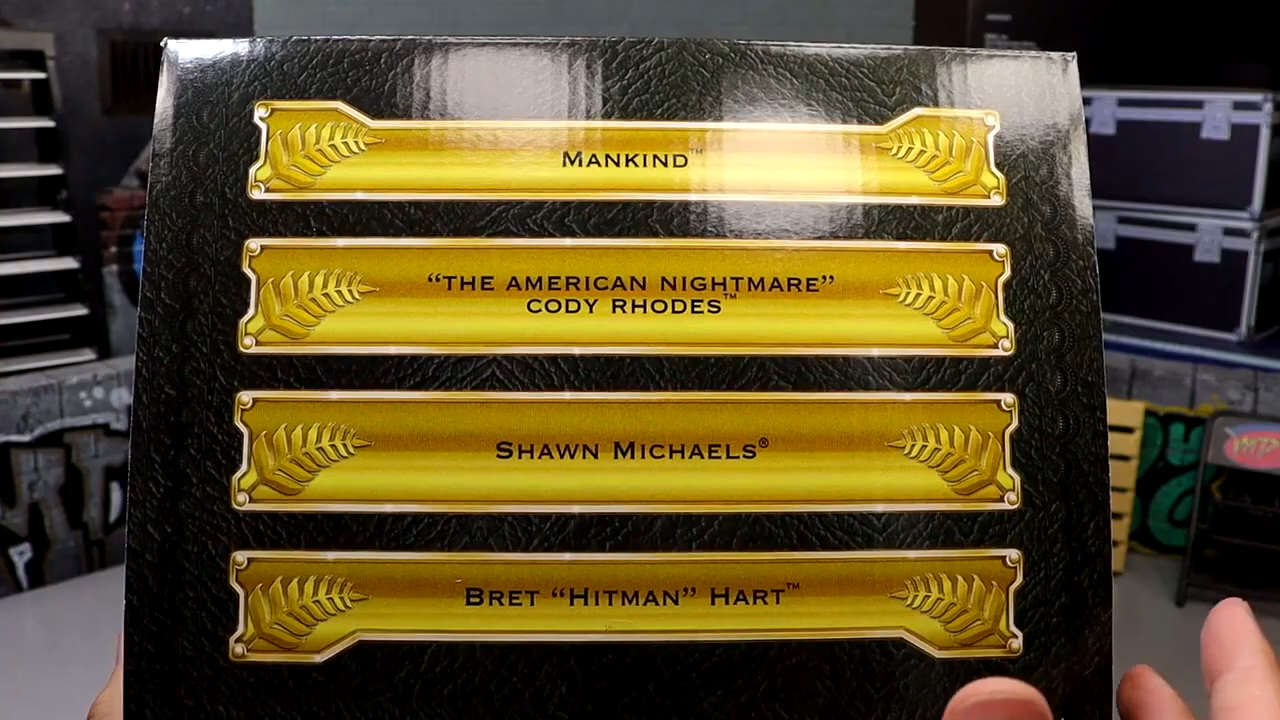 MANKIND™
“THE AMERICAN NIGHTMARE”
CODY RHODES™
SHAWN MICHAELS®
BRET “HITMAN” HART™